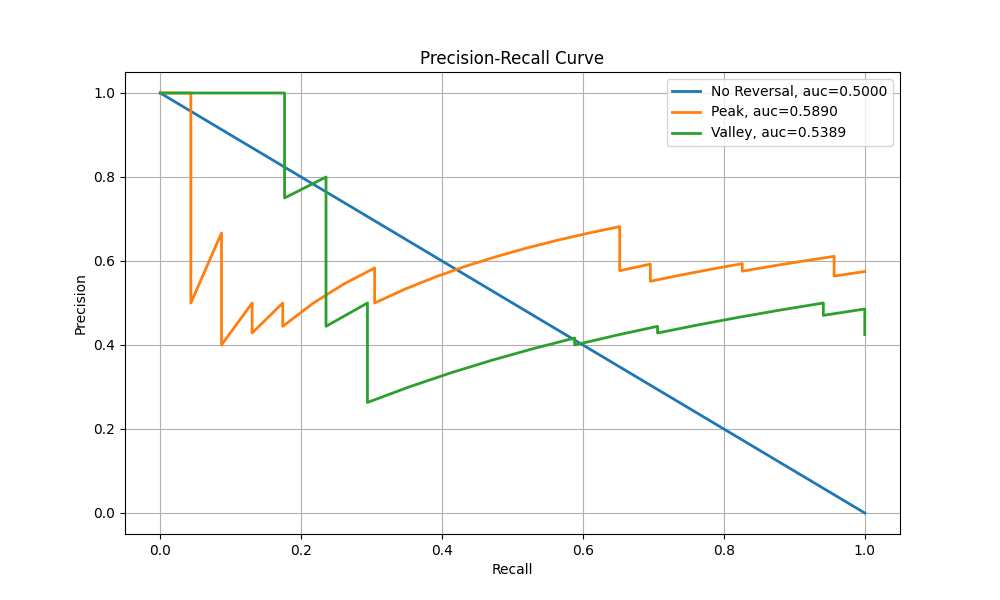 Precision-Recall Curve
No Reversal, auc=0.5000
Peak, auc=0.5890
Valley, auc=0.5389
1.0
0.8
0.6
0.4
0.2
0.0
Precision
0.0 0.2 0.4 0.6 0.8 1.0
Recall